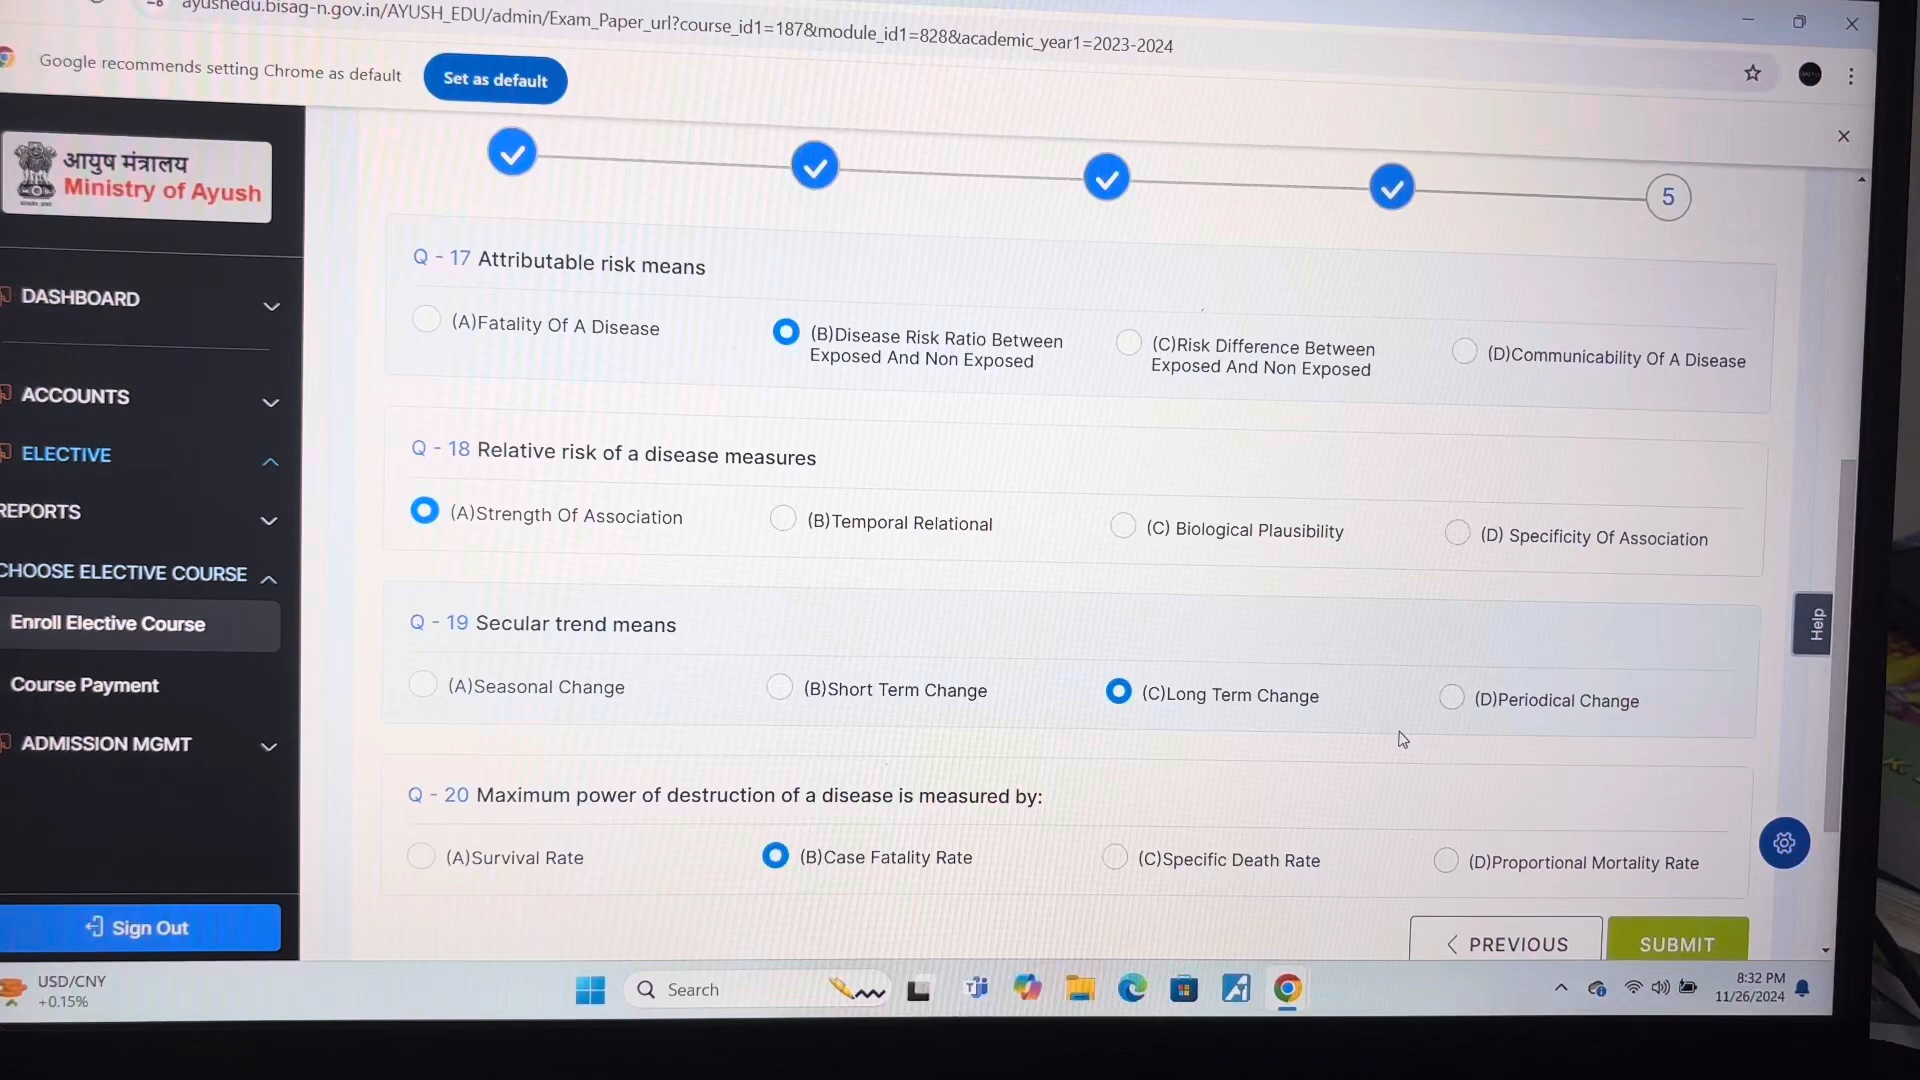 ayushedu.bisag-n.gov.in/AYUSH_EDU/admin/Exam_Paper_url?course_id1=187&module_id1=828&academic_year1=2023-2024
Google recommends setting Chrome as default
Set as default
आयुष मंत्रालय
Ministry of Ayush
5
DASHBOARD
ACCOUNTS
ELECTIVE
REPORTS
CHOOSE ELECTIVE COURSE
Enroll Elective Course
Course Payment
ADMISSION MGMT
Sign Out
Q - 17 Attributable risk means
(A)Fatality Of A Disease
(B)Disease Risk Ratio Between
Exposed And Non Exposed
(C)Risk Difference Between
Exposed And Non Exposed
(D)Communicability Of A Disease
Q - 18 Relative risk of a disease measures
(A)Strength Of Association
(B)Temporal Relational
(C) Biological Plausibility
(D) Specificity Of Association
Q - 19 Secular trend means
(A)Seasonal Change
(B)Short Term Change
(C)Long Term Change
(D)Periodical Change
Help
Q - 20 Maximum power of destruction of a disease is measured by:
(A)Survival Rate
(B)Case Fatality Rate
(C)Specific Death Rate
(D)Proportional Mortality Rate
PREVIOUS
SUBMIT
USD/CNY
+0.15%
Search
8:32 PM
11/26/2024